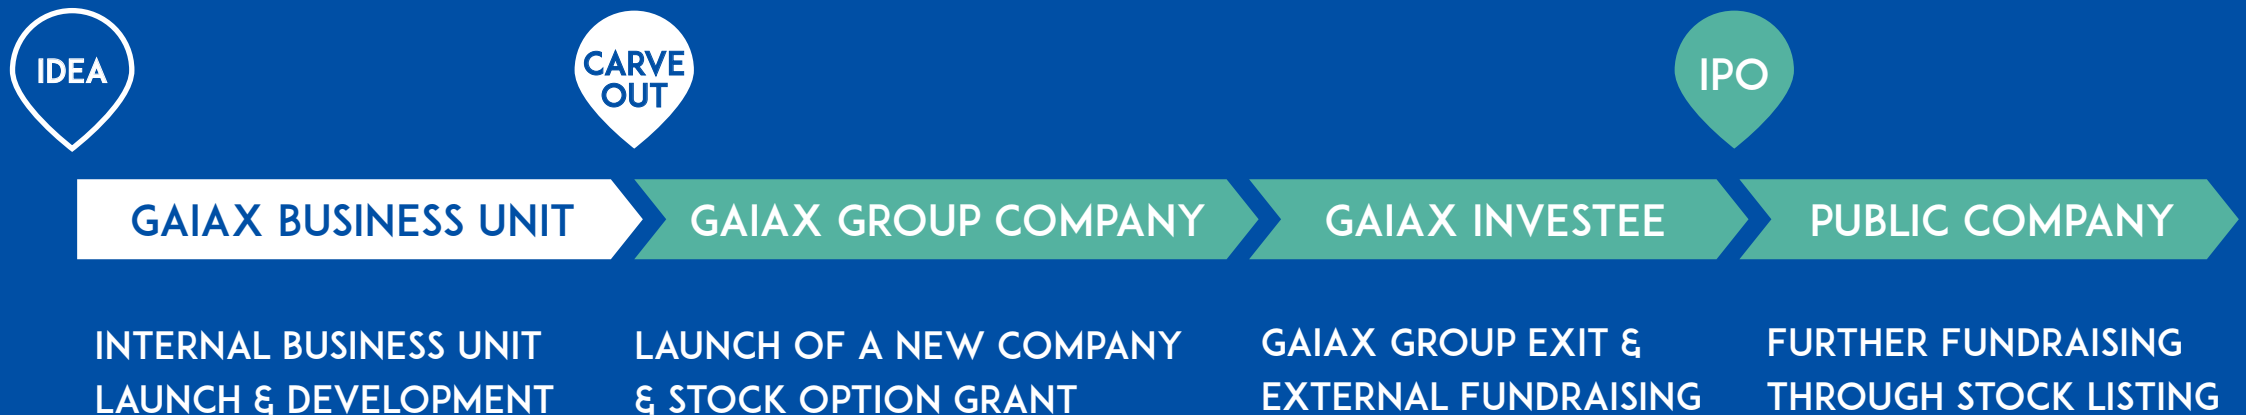 IDEA
CARVE
OUT
IPO
GAIAX BUSINESS UNIT
GAIAX GROUP COMPANY
GAIAX INVESTEE
PUBLIC COMPANY
INTERNAL BUSINESS UNIT
LAUNCH & DEVELOPMENT
LAUNCH OF A NEW COMPANY
& STOCK OPTION GRANT
GAIAX GROUP EXIT &
EXTERNAL FUNDRAISING
FURTHER FUNDRAISING
THROUGH STOCK LISTING